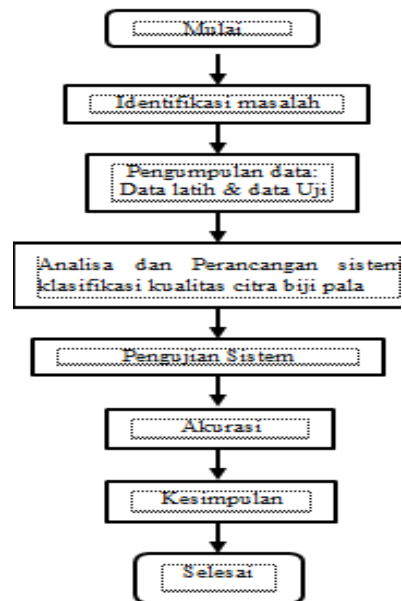 Mulai
Identifikasi masalah
Pengumpulan data:
Data latih & data Uji
Analisa dan Perancangan sistem
klasifikasi kualitas citra biji pala
Pengujian Sistem
Akurasi
Kesimpulan
Selesai